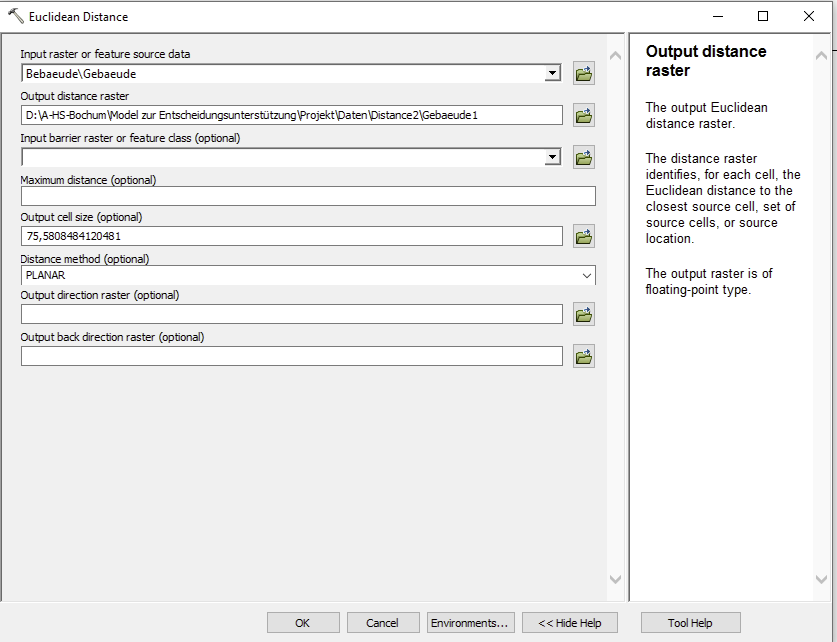 Euclidean Distance
Input raster or feature source data
Bebaeude\Gebaeude
Output distance raster
D:\A-HS-Bochum\Model zur Entscheidungsunterstützung\Projekt\Daten\Distance2\Gebaeude1
Input barrier raster or feature class (optional)
Maximum distance (optional)
Output cell size (optional)
75,5808484120481
Distance method (optional)
PLANAR
Output direction raster (optional)
Output back direction raster (optional)
Output distance
raster
The output Euclidean
distance raster.
The distance raster
identifies, for each cell, the
Euclidean distance to the
closest source cell, set of
source cells, or source
location.
The output raster is of
floating-point type.
OK
Cancel
Environments...
<< Hide Help
Tool Help